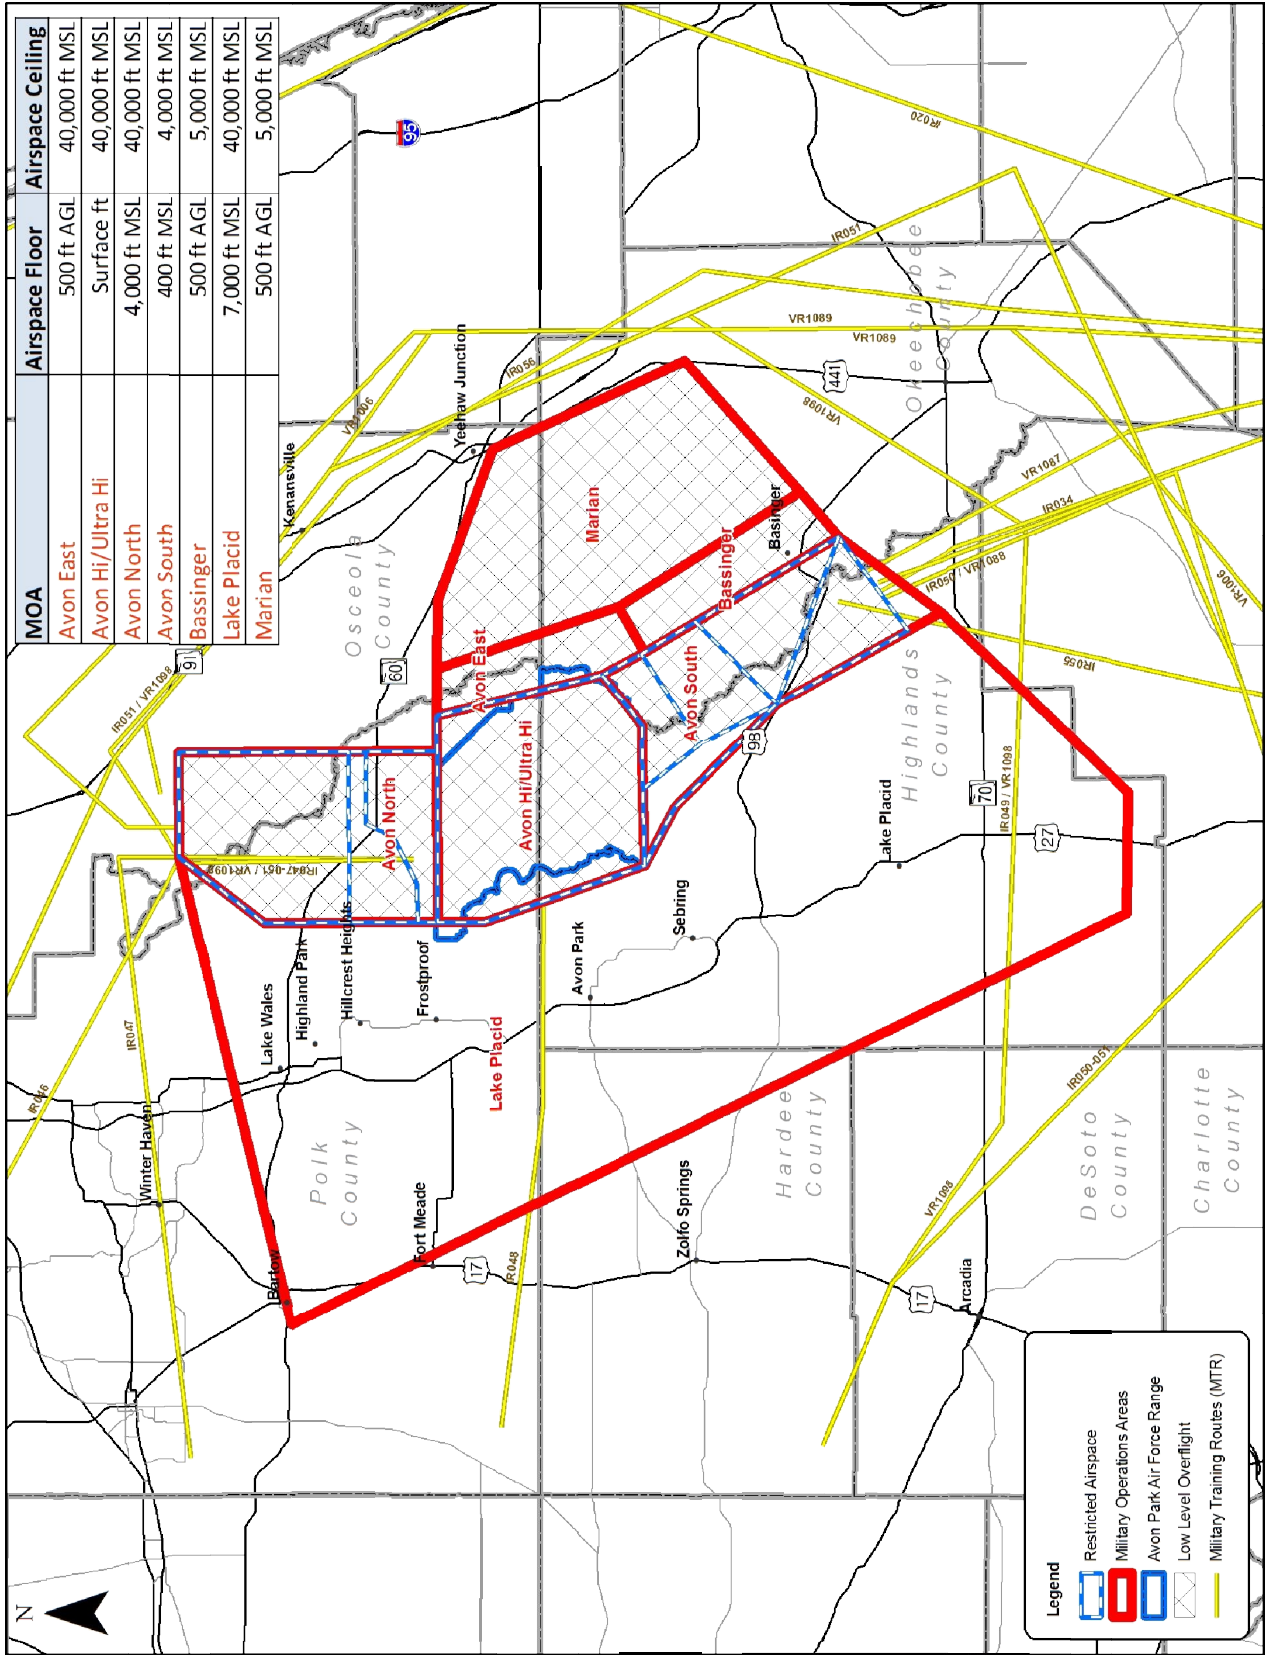 MOA Airspace Floor Airspace Ceiling
Avon East 500 ft AGL 40,000 ft MSL
Avon Hi/Ultra Hi Surface ft 40,000 ft MSL
Avon North 4,000 ft MSL 40,000 ft MSL
Avon South 400 ft MSL 4,000 ft MSL
Bassinger 500 ft AGL 5,000 ft MSL
Lake Placid 7,000 ft MSL 40,000 ft MSL
Marian 500 ft AGL 5,000 ft MSL
N
IR046
IR047
IR051 / VR1098
91
Winter Haven
Lake Wales
Highland Park
Hillcrest Heights
Frostproof
Bartow
Fort Meade
17
IR048
Polk
County
Lake Placid
Avon North
60
Osceola
County
Kenansville
VR1006
Yeehaw Junction
95
IR056
Avon East
Avon Hi/Ultra Hi
Marian
Avon Park
Sebring
Avon South
Bassinger
Basinger
98
Zolfo Springs
Hardee
County
Lake Placid
Highlands
County
VR1089
VR1089
441
VR1098
IR051
IR020
Okeechobee
County
VR1087
IR034
IR050 / VR1088
IR055
VR1006
70
IR049 / VR1098
27
IR050-051
VR1098
17
Arcadia
DeSoto
County
Charlotte
County
Legend
Restricted Airspace
Military Operations Areas
Avon Park Air Force Range
Low Level Overflight
Military Training Routes (MTR)